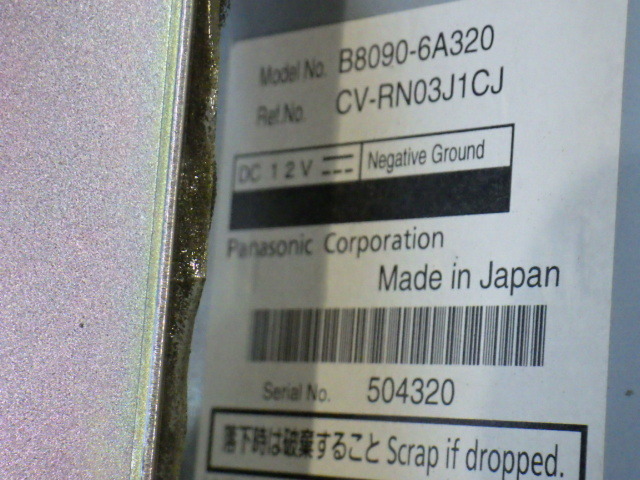 Model No. B8090-6A320
Ref.No. CV-RN03J1CJ
DC 12V Negative Ground
Panasonic Corporation
Made in Japan
Serial No. 504320
落下時は破棄すること Scrap if dropped.